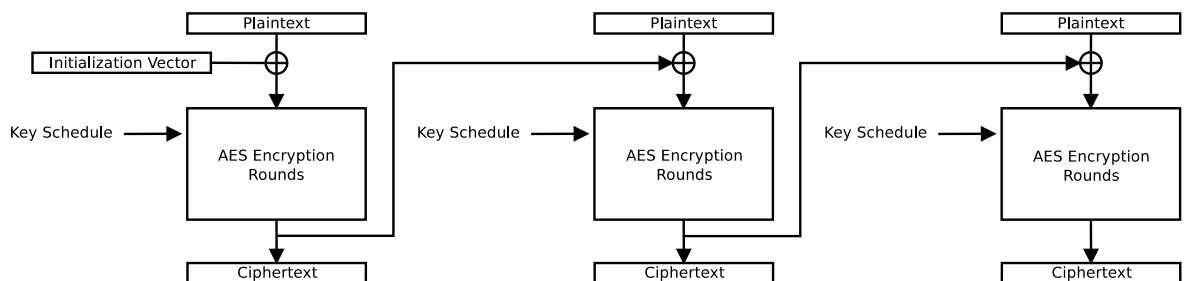 Plaintext
Plaintext
Plaintext
Initialization Vector
Key Schedule
AES Encryption
Rounds
Key Schedule
AES Encryption
Rounds
Key Schedule
AES Encryption
Rounds
Ciphertext
Ciphertext
Ciphertext